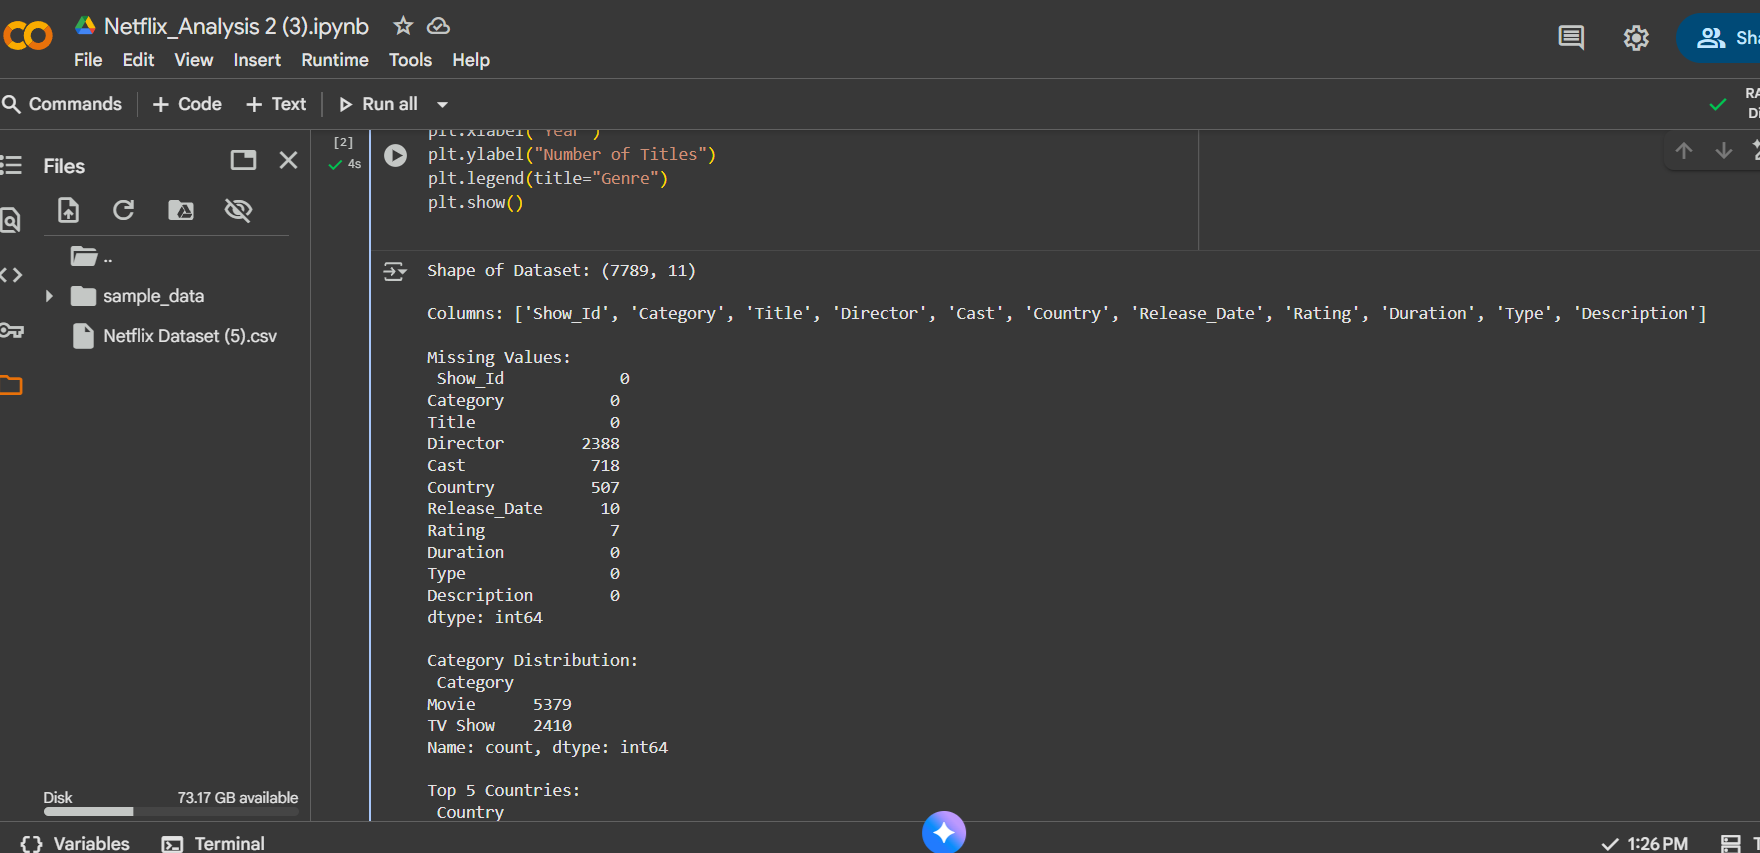 Netflix_Analysis 2 (3).ipynb
File Edit View Insert Runtime Tools Help
Commands + Code + Text Run all
Files
..
sample_data
Netflix Dataset (5).csv
Disk 73.17 GB available
[2]
4s
plt.xlabel("Year")
plt.ylabel("Number of Titles")
plt.legend(title="Genre")
plt.show()
Shape of Dataset: (7789, 11)
Columns: ['Show_Id', 'Category', 'Title', 'Director', 'Cast', 'Country', 'Release_Date', 'Rating', 'Duration', 'Type', 'Description']
Missing Values:
Show_Id 0
Category 0
Title 0
Director 2388
Cast 718
Country 507
Release_Date 10
Rating 7
Duration 0
Type 0
Description 0
dtype: int64
Category Distribution:
Category
Movie 5379
TV Show 2410
Name: count, dtype: int64
Top 5 Countries:
Country
{} Variables Terminal
1:26 PM